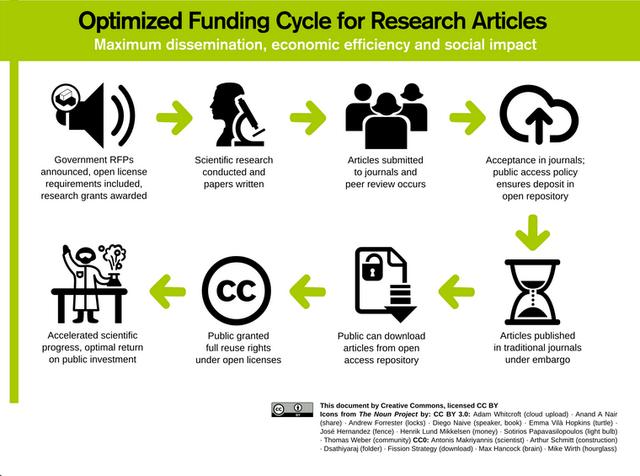 Optimized Funding Cycle for Research Articles
Maximum dissemination, economic efficiency and social impact
Government RFPs
announced, open license
requirements included,
research grants awarded
Scientific research
conducted and
papers written
Articles submitted
to journals and
peer review occurs
Acceptance in journals;
public access policy
ensures deposit in
open repository
Accelerated scientific
progress, optimal return
on public investment
cc
Public granted
full reuse rights
under open licenses
Public can download
articles from open
access repository
Articles published
in traditional journals
under embargo
This document by Creative Commons, licensed CC BY
Icons from The Noun Project by: CC BY 3.0: Adam Whitcroft (cloud upload) · Anand A Nair
(share) · Andrew Forrester (locks) · Diego Naive (speaker, book) · Emma Vilà Hopkins (turtle) ·
José Hernandez (fence) · Henrik Lund Mikkelsen (money) · Sotirios Papavasilopoulos (light bulb)
· Thomas Weber (community) CC0: Antonis Makriyannis (scientist) · Arthur Schmitt (construction)
· Dsathiyaraj (folder) · Fission Strategy (download) · Max Hancock (brain) · Mike Wirth (hourglass)